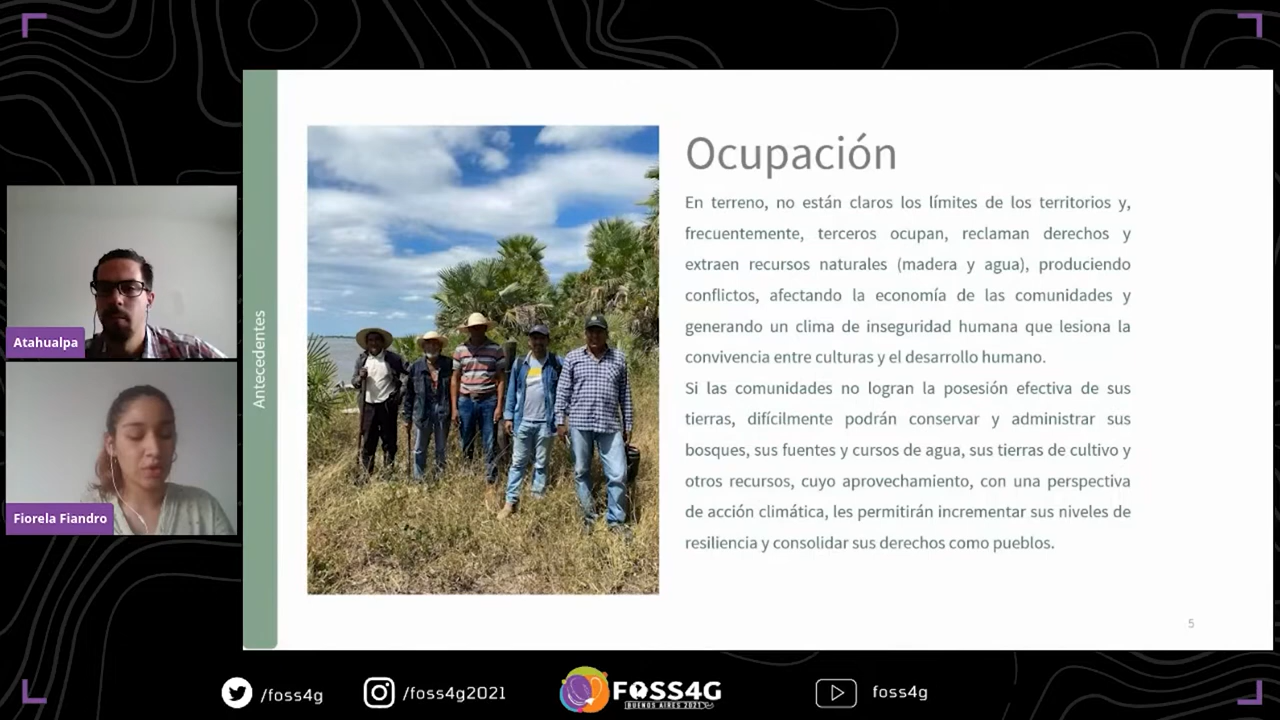 Ocupación
En terreno, no están claros los límites de los territorios y,
frecuentemente, terceros ocupan, reclaman derechos y
extraen recursos naturales (madera y agua), produciendo
conflictos, afectando la economía de las comunidades y
generando un clima de inseguridad humana que lesiona la
convivencia entre culturas y el desarrollo humano.
Si las comunidades no logran la posesión efectiva de sus
tierras, difícilmente podrán conservar y administrar sus
bosques, sus fuentes y cursos de agua, sus tierras de cultivo y
otros recursos, cuyo aprovechamiento, con una perspectiva
de acción climática, les permitirán incrementar sus niveles de
resiliencia y consolidar sus derechos como pueblos.
Antecedentes
5
Atahualpa
Fiorela Fiandro
/foss4g
/foss4g2021
FOSS4G
BUENOS AIRES 2021
foss4g